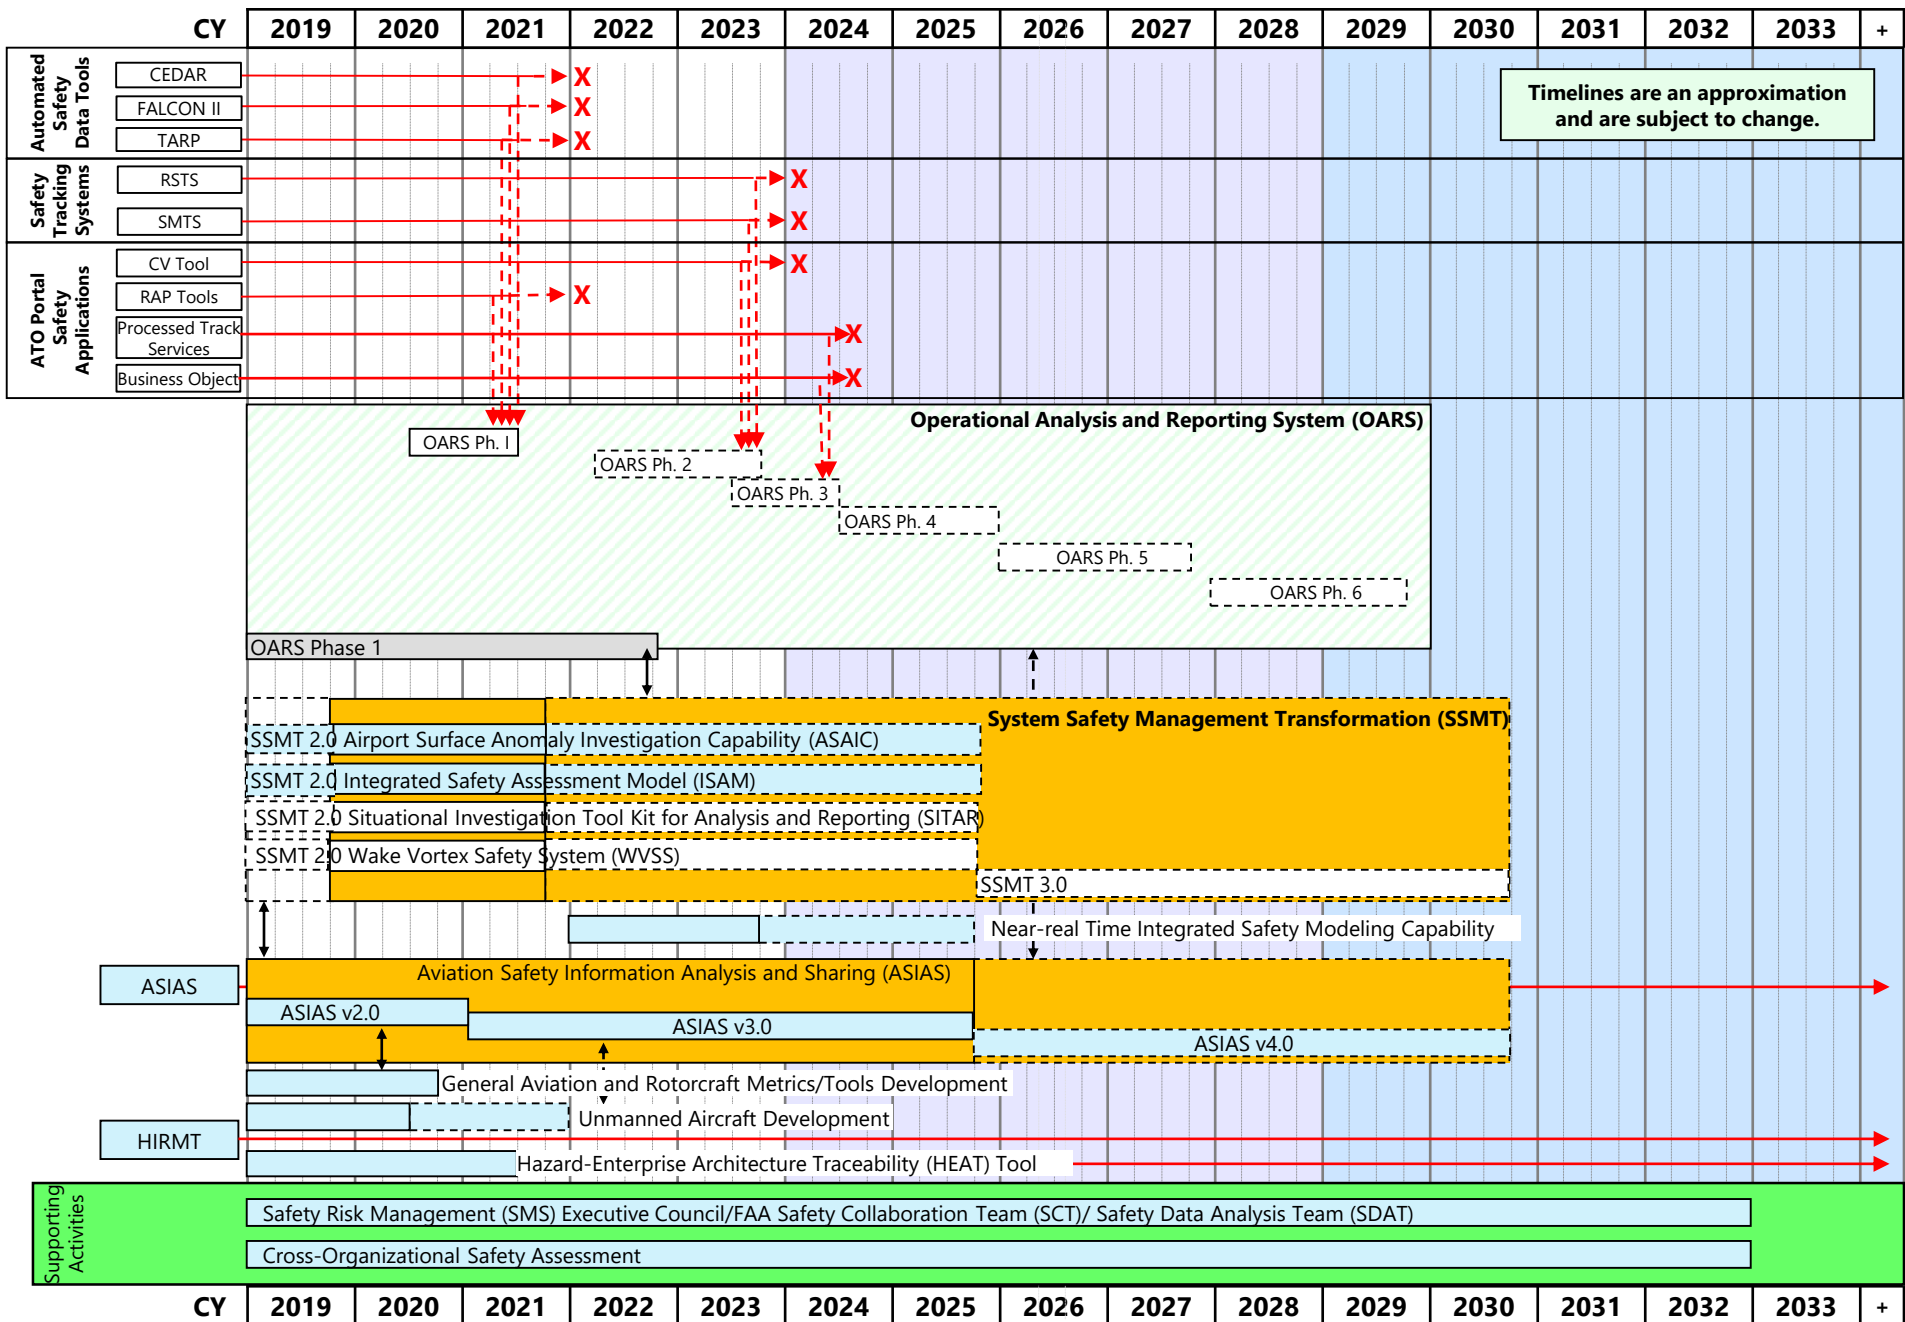 CY 2019 2020 2021 2022 2023 2024 2025 2026 2027 2028 2029 2030 2031 2032 2033 +
Automated
Safety
Data Tools
CEDAR
X
FALCON II
X
TARP
X
Timelines are an approximation
and are subject to change.
Safety
Tracking
Systems
RSTS
X
SMTS
X
ATO Portal
Safety
Applications
CV Tool
X
RAP Tools
X
Processed Track
Services
X
Business Object
X
Operational Analysis and Reporting System (OARS)
OARS Ph. I
OARS Ph. 2
OARS Ph. 3
OARS Ph. 4
OARS Ph. 5
OARS Ph. 6
OARS Phase 1
System Safety Management Transformation (SSMT)
SSMT 2.0 Airport Surface Anomaly Investigation Capability (ASAIC)
SSMT 2.0 Integrated Safety Assessment Model (ISAM)
SSMT 2.0 Situational Investigation Tool Kit for Analysis and Reporting (SITAR)
SSMT 2.0 Wake Vortex Safety System (WVSS)
SSMT 3.0
Near-real Time Integrated Safety Modeling Capability
Aviation Safety Information Analysis and Sharing (ASIAS)
ASIAS
ASIAS v2.0
ASIAS v3.0
ASIAS v4.0
General Aviation and Rotorcraft Metrics/Tools Development
Unmanned Aircraft Development
HIRMT
Hazard-Enterprise Architecture Traceability (HEAT) Tool
Supporting
Activities
Safety Risk Management (SMS) Executive Council/FAA Safety Collaboration Team (SCT)/ Safety Data Analysis Team (SDAT)
Cross-Organizational Safety Assessment
CY 2019 2020 2021 2022 2023 2024 2025 2026 2027 2028 2029 2030 2031 2032 2033 +